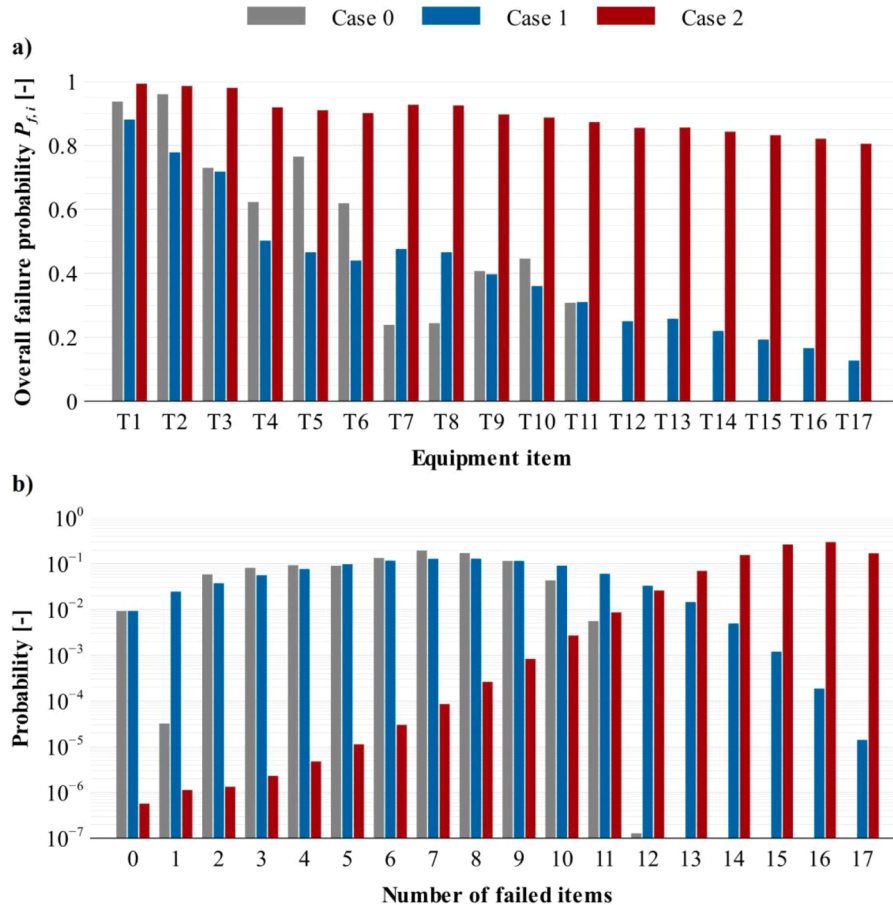 Case 0 Case 1 Case 2
a)
Overall failure probability P_{f,i} [-]
1
0.8
0.6
0.4
0.2
0
T1 T2 T3 T4 T5 T6 T7 T8 T9 T10 T11 T12 T13 T14 T15 T16 T17
Equipment item
b)
Probability [-]
10⁰
10⁻¹
10⁻²
10⁻³
10⁻⁴
10⁻⁵
10⁻⁶
10⁻⁷
0 1 2 3 4 5 6 7 8 9 10 11 12 13 14 15 16 17
Number of failed items